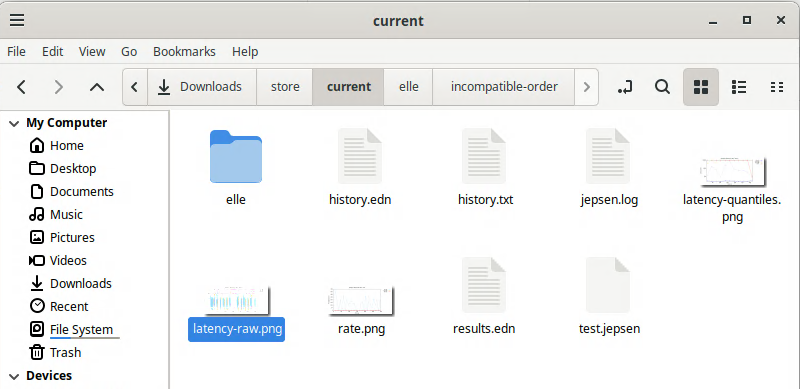 current
File Edit View Go Bookmarks Help
Downloads store current elle incompatible-order
My Computer
Home
Desktop
Documents
Music
Pictures
Videos
Downloads
Recent
File System
Trash
Devices
elle history.edn history.txt jepsen.log latency-quantiles.
png
latency-raw.png rate.png results.edn test.jepsen